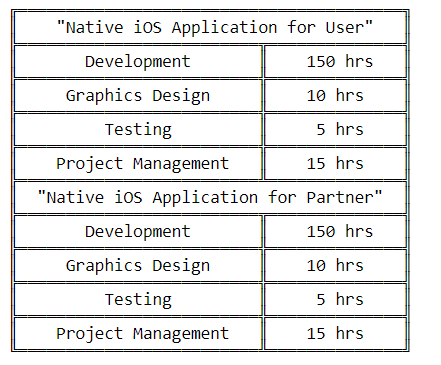 "Native iOS Application for User"
Development 150 hrs
Graphics Design 10 hrs
Testing 5 hrs
Project Management 15 hrs
"Native iOS Application for Partner"
Development 150 hrs
Graphics Design 10 hrs
Testing 5 hrs
Project Management 15 hrs